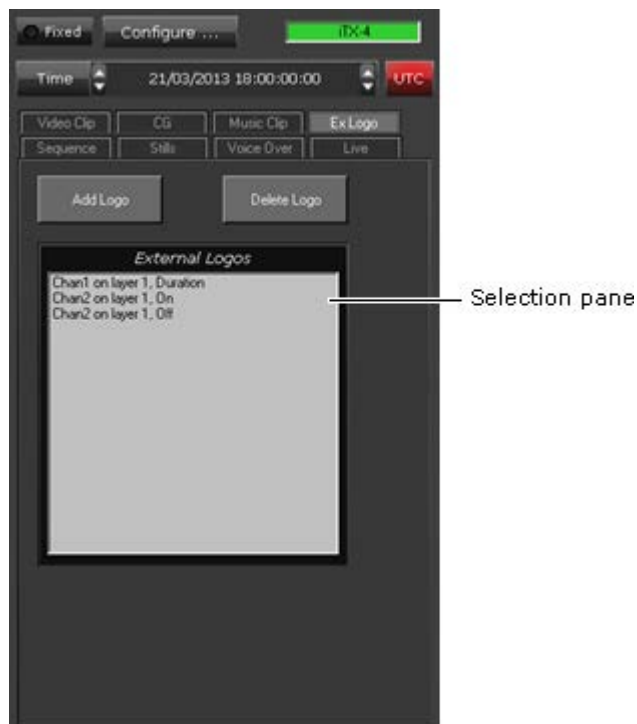 Fixed Configure ... iTX-4
Time 21/03/2013 18:00:00:00 UTC
Video Clip CG Music Clip Ex Logo
Sequence Stills Voice Over Live
Add Logo Delete Logo
External Logos
Chan1 on layer 1, Duration
Chan2 on layer 1, On
Chan2 on layer 1, Off
Selection pane